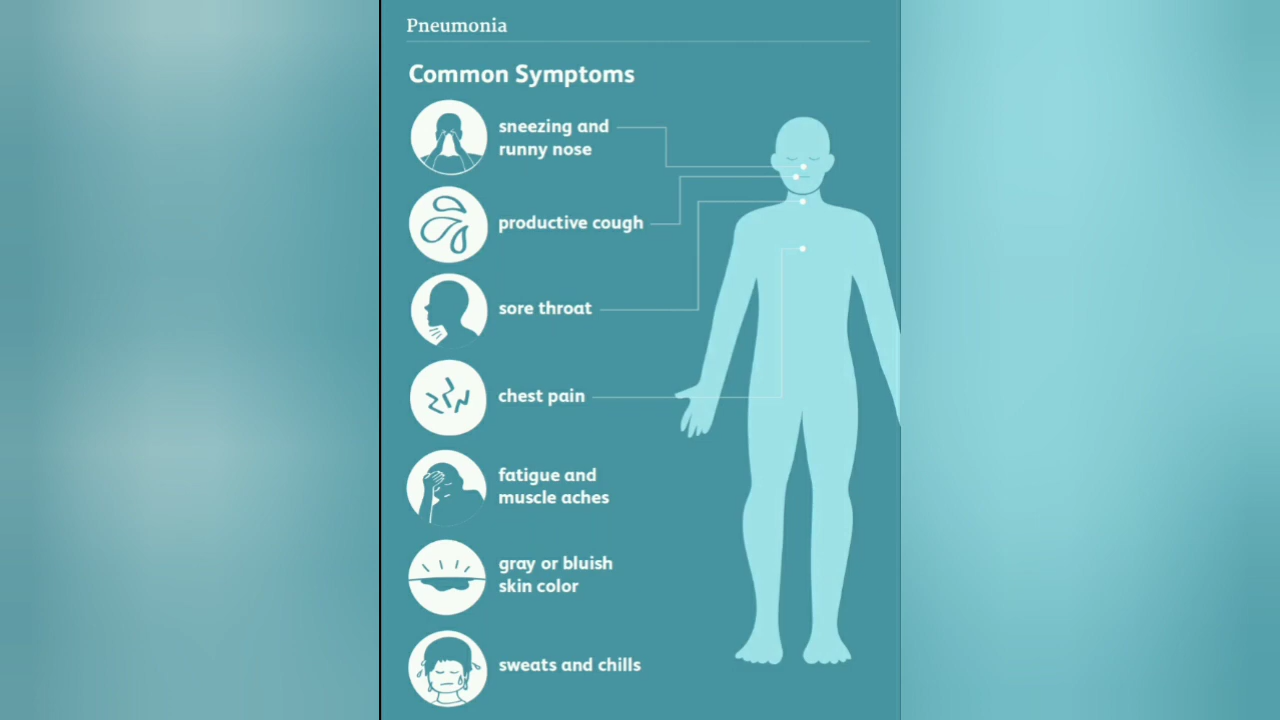 Pneumonia
Common Symptoms
sneezing and
runny nose
productive cough
sore throat
chest pain
fatigue and
muscle aches
gray or bluish
skin color
sweats and chills